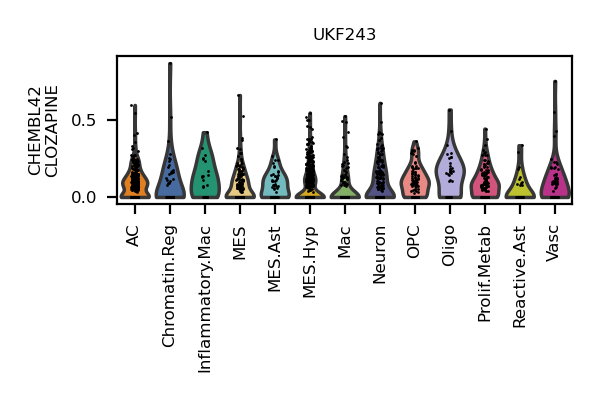 UKF243
CHEMBL42
CLOZAPINE
0.5
0.0
AC
Chromatin.Reg
Inflammatory.Mac
MES
MES.Ast
MES.Hyp
Mac
Neuron
OPC
Oligo
Prolif.Metab
Reactive.Ast
Vasc